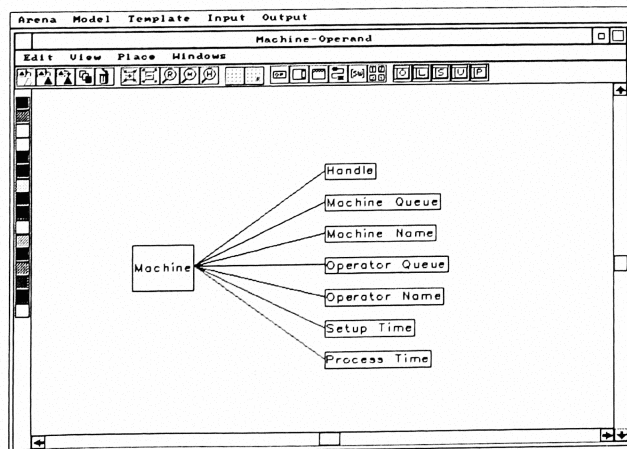 Arena Model Template Input Output
Machine-Operand
Edit View Place Windows
Handle
Machine Queue
Machine Name
Operator Queue
Machine
Operator Name
Setup Time
Process Time